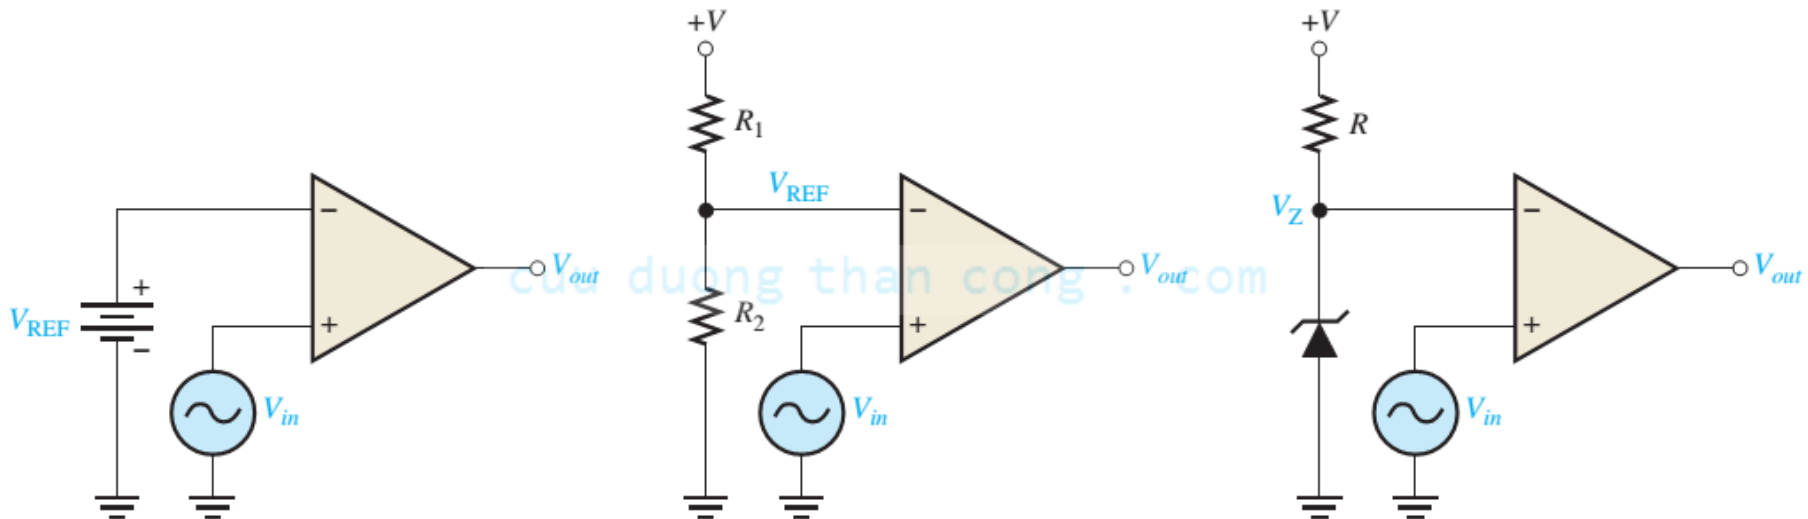 +V
+V
R1
R
VREF
VZ
−
−
−
Vout
Vout
Vout
cuu duong than cong . com
+
VREF
R2
+
+
+
−
Vin
Vin
Vin